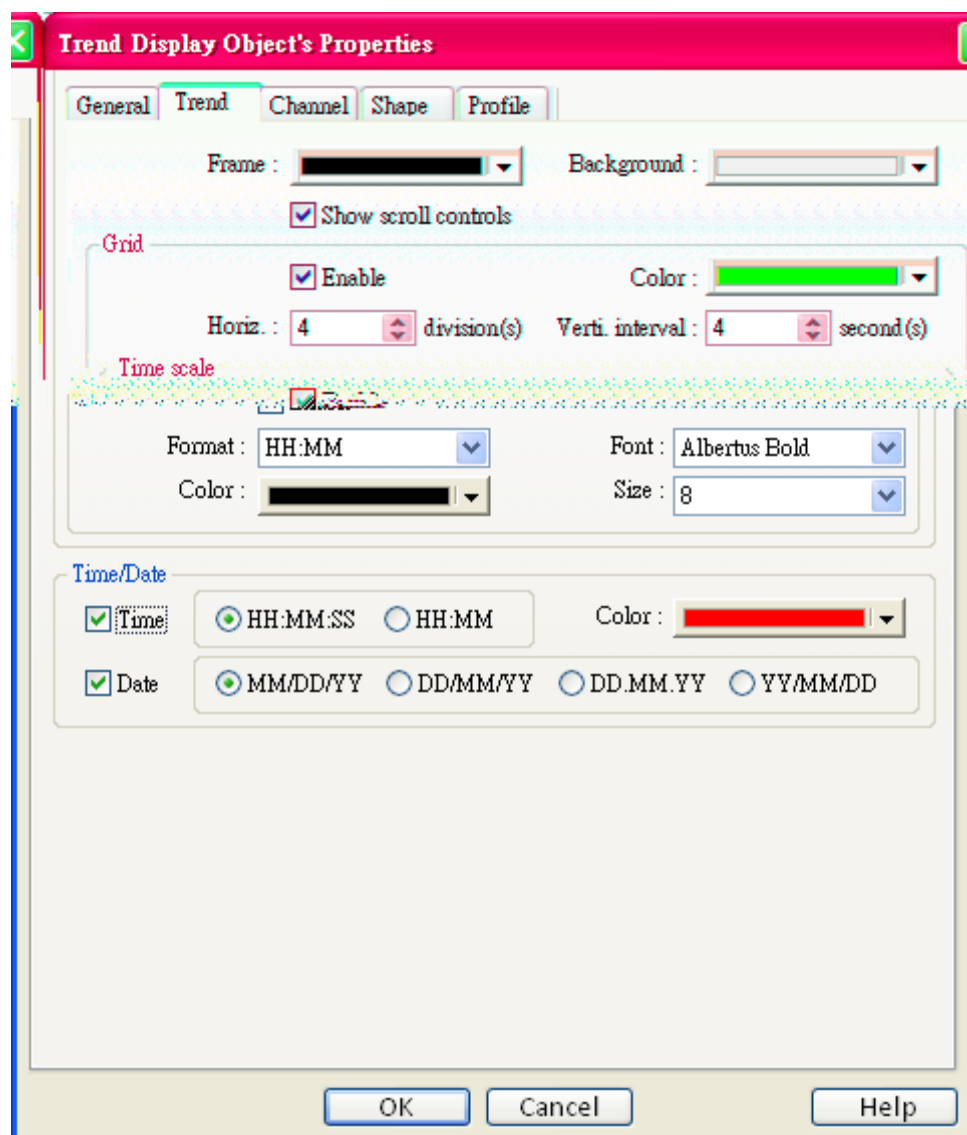 Trend Display Object's Properties
General Trend Channel Shape Profile
Frame : Background :
Show scroll controls
Grid
Enable Color :
Horiz. : 4 division(s) Verti. interval : 4 second(s)
Time scale
Format : HH:MM Font : Albertus Bold
Color : Size : 8
Time/Date
Time HH:MM:SS HH:MM Color :
Date MM/DD/YY DD/MM/YY DD.MM.YY YY/MM/DD
OK Cancel Help